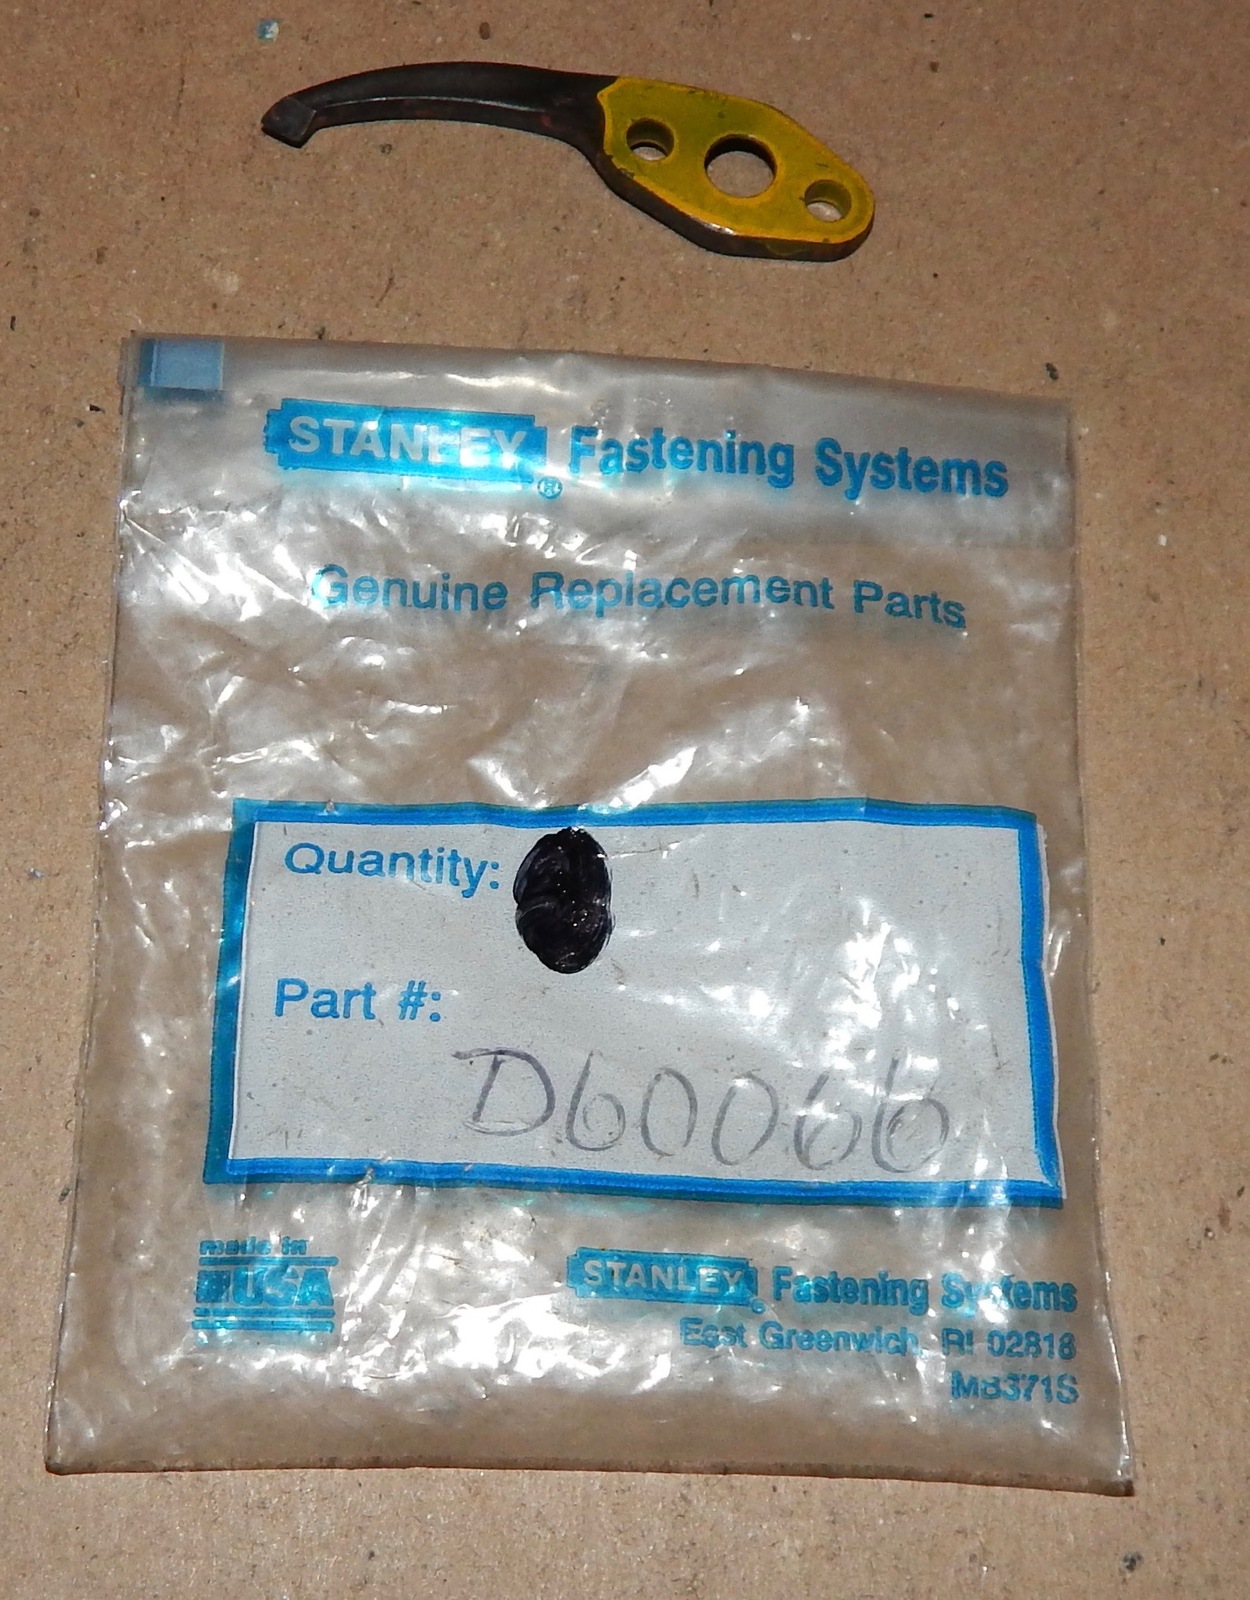 STANLEY® Fastening Systems
Genuine Replacement Parts
Quantity:
Part #:
D60066
made in
USA
STANLEY Fastening Systems
East Greenwich, RI 02818
MB371S